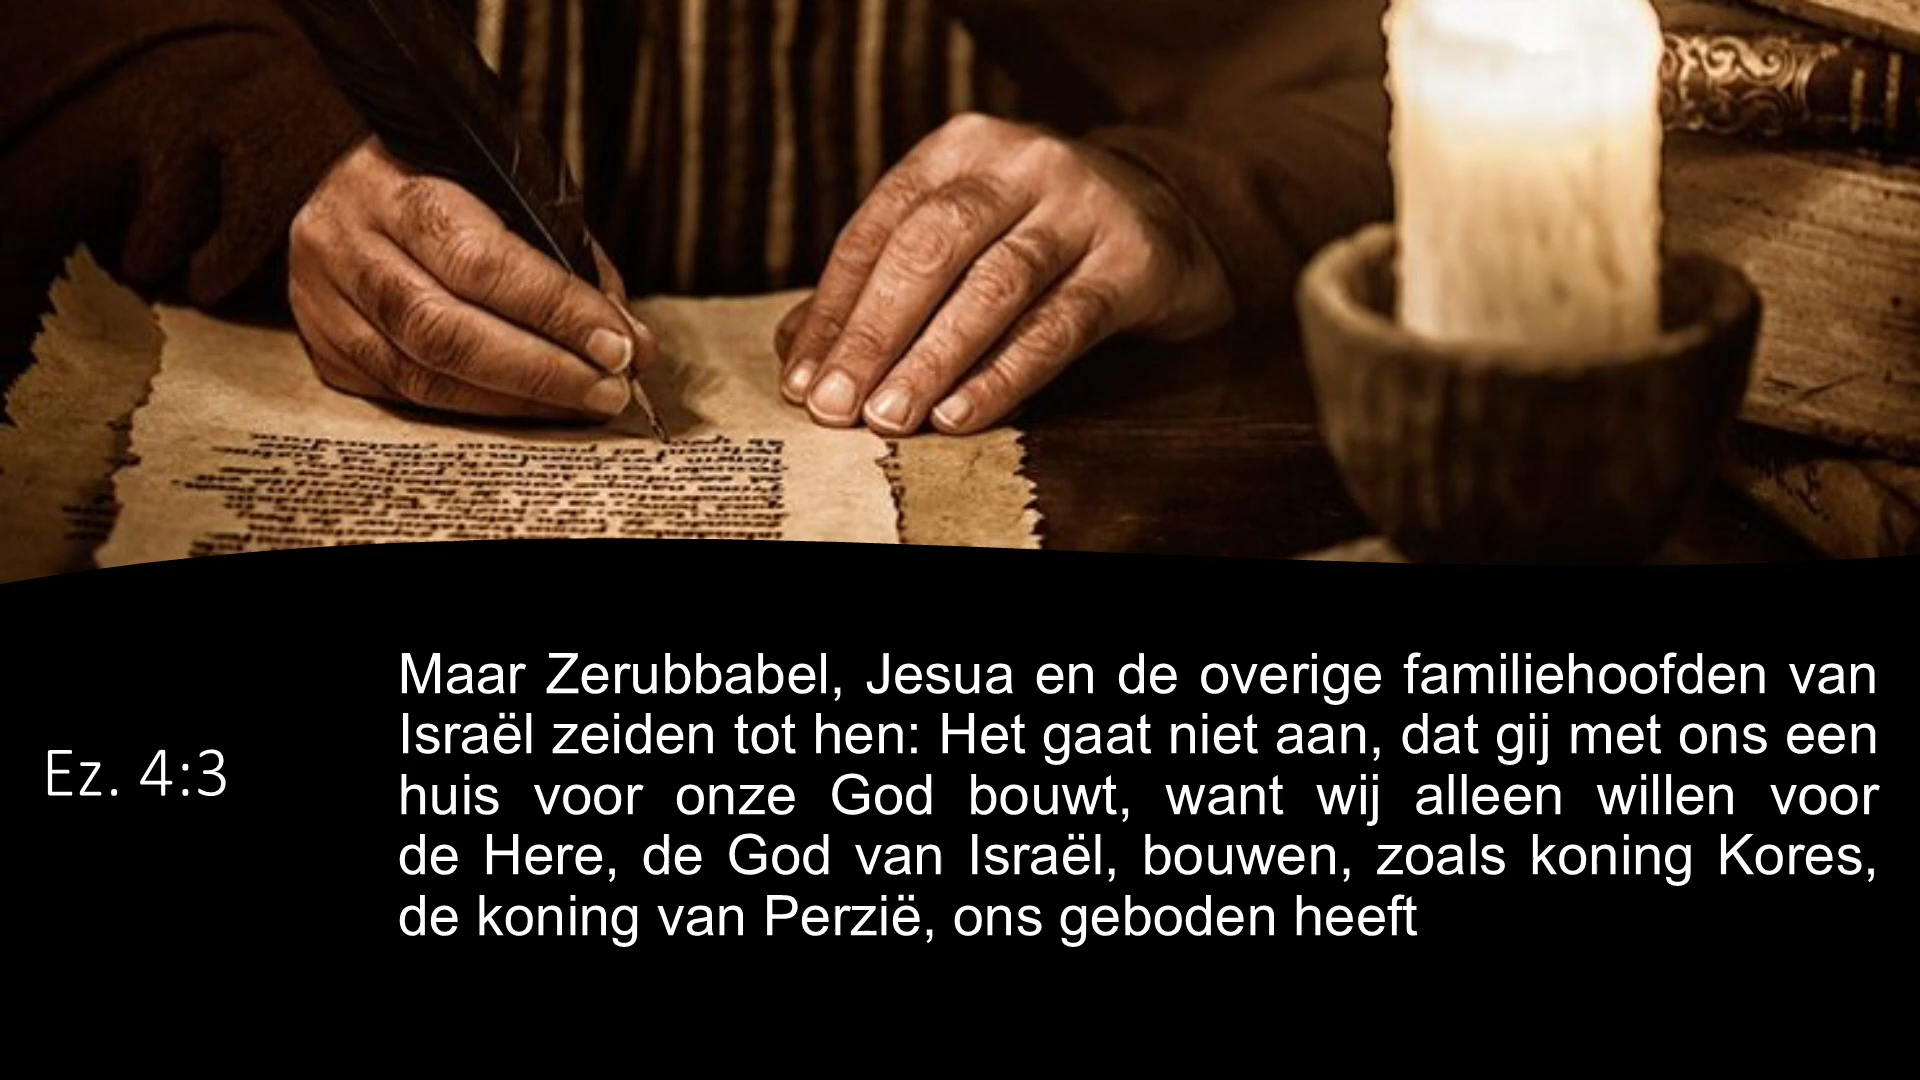 Ez. 4:3
Maar Zerubbabel, Jesua en de overige familiehoofden van
Israël zeiden tot hen: Het gaat niet aan, dat gij met ons een
huis voor onze God bouwt, want wij alleen willen voor
de Here, de God van Israël, bouwen, zoals koning Kores,
de koning van Perzië, ons geboden heeft